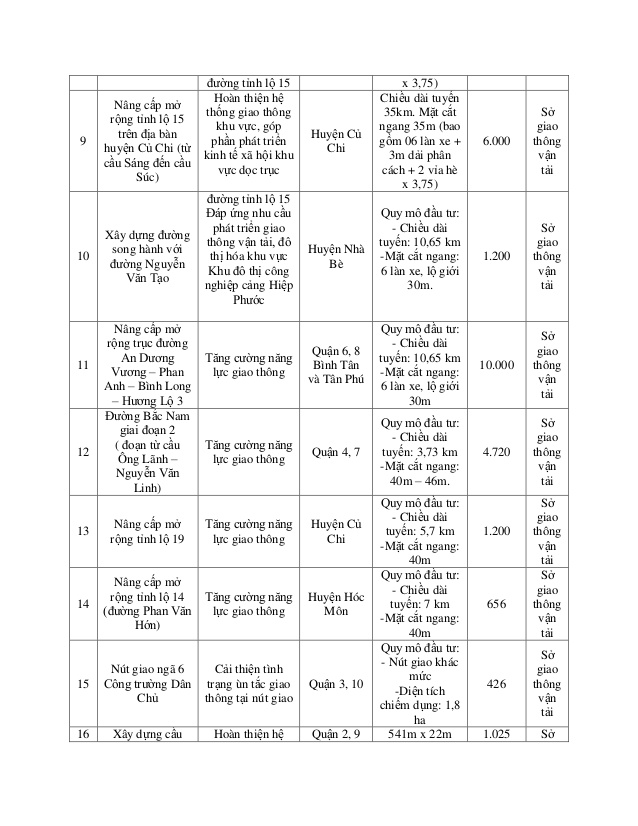 đường tỉnh lộ 15
x 3,75)
9
Nâng cấp mở
rộng tỉnh lộ 15
trên địa bàn
huyện Củ Chi (từ
cầu Sáng đến cầu
Súc)
Hoàn thiện hệ
thống giao thông
khu vực, góp
phần phát triển
kinh tế xã hội khu
vực dọc trục
Huyện Củ
Chi
Chiều dài tuyến
35km. Mặt cắt
ngang 35m (bao
gồm 06 làn xe +
3m dải phân
cách + 2 vỉa hè
x 3,75)
6.000
Sở
giao
thông
vận
tải
10
Xây dựng đường
song hành với
đường Nguyễn
Văn Tạo
đường tỉnh lộ 15
Đáp ứng nhu cầu
phát triển giao
thông vận tải, đô
thị hóa khu vực
Khu đô thị công
nghiệp cảng Hiệp
Phước
Huyện Nhà
Bè
Quy mô đầu tư:
- Chiều dài
tuyến: 10,65 km
-Mặt cắt ngang:
6 làn xe, lộ giới
30m.
1.200
Sở
giao
thông
vận
tải
11
Nâng cấp mở
rộng trục đường
An Dương
Vương – Phan
Anh – Bình Long
– Hương Lộ 3
Tăng cường năng
lực giao thông
Quận 6, 8
Bình Tân
và Tân Phú
Quy mô đầu tư:
- Chiều dài
tuyến: 10,65 km
-Mặt cắt ngang:
6 làn xe, lộ giới
30m
10.000
Sở
giao
thông
vận
tải
12
Đường Bắc Nam
giai đoạn 2
( đoạn từ cầu
Ông Lãnh –
Nguyễn Văn
Linh)
Tăng cường năng
lực giao thông
Quận 4, 7
Quy mô đầu tư:
- Chiều dài
tuyến: 3,73 km
-Mặt cắt ngang:
40m – 46m.
4.720
Sở
giao
thông
vận
tải
13
Nâng cấp mở
rộng tỉnh lộ 19
Tăng cường năng
lực giao thông
Huyện Củ
Chi
Quy mô đầu tư:
- Chiều dài
tuyến: 5,7 km
-Mặt cắt ngang:
40m
1.200
Sở
giao
thông
vận
tải
14
Nâng cấp mở
rộng tỉnh lộ 14
(đường Phan Văn
Hớn)
Tăng cường năng
lực giao thông
Huyện Hóc
Môn
Quy mô đầu tư:
- Chiều dài
tuyến: 7 km
-Mặt cắt ngang:
40m
656
Sở
giao
thông
vận
tải
15
Nút giao ngã 6
Công trường Dân
Chủ
Cải thiện tình
trạng ùn tắc giao
thông tại nút giao
Quận 3, 10
Quy mô đầu tư:
- Nút giao khác
mức
-Diện tích
chiếm dụng: 1,8
ha
426
Sở
giao
thông
vận
tải
16
Xây dựng cầu
Hoàn thiện hệ
Quận 2, 9
541m x 22m
1.025
Sở